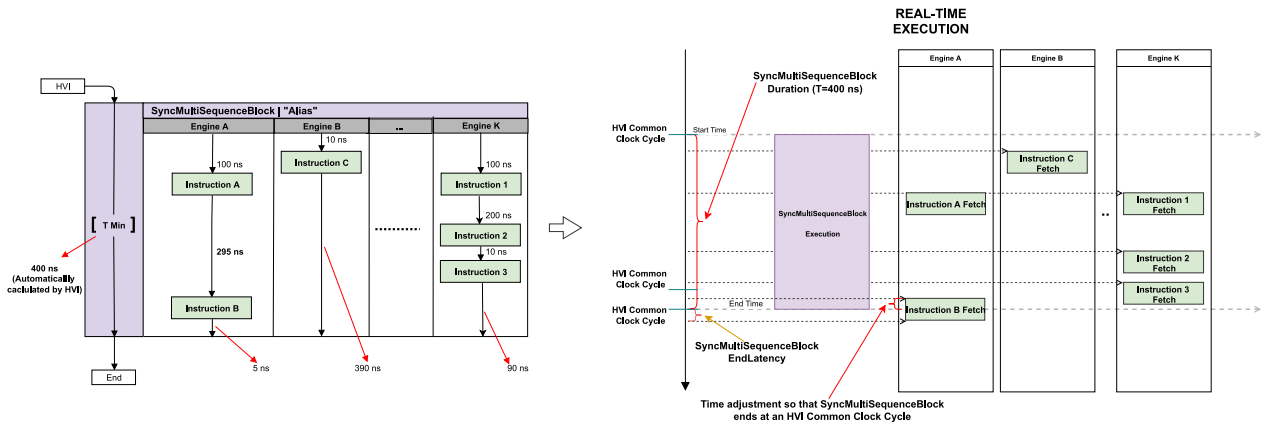 HVI
SyncMultiSequenceBlock | "Alias"
Engine A
Engine B
...
Engine K
10 ns
100 ns
100 ns
Instruction C
Instruction A
Instruction 1
[ T Min ]
200 ns
Instruction 2
295 ns
10 ns
400 ns
(Automatically
caclulated by HVI)
Instruction 3
Instruction B
5 ns
390 ns
90 ns
End
REAL-TIME
EXECUTION
Engine A
Engine B
Engine K
SyncMultiSequenceBlock
Duration (T=400 ns)
HVI Common
Clock Cycle
Start Time
Instruction C
Fetch
Instruction A Fetch
Instruction 1
Fetch
..
SyncMultiSequenceBlock
Execution
Instruction 2
Fetch
HVI Common
Clock Cycle
Instruction 3
Fetch
HVI Common
Clock Cycle
End Time
Instruction B Fetch
SyncMultiSequenceBlock
EndLatency
Time adjustment so that SyncMultiSequenceBlock
ends at an HVI Common Clock Cycle